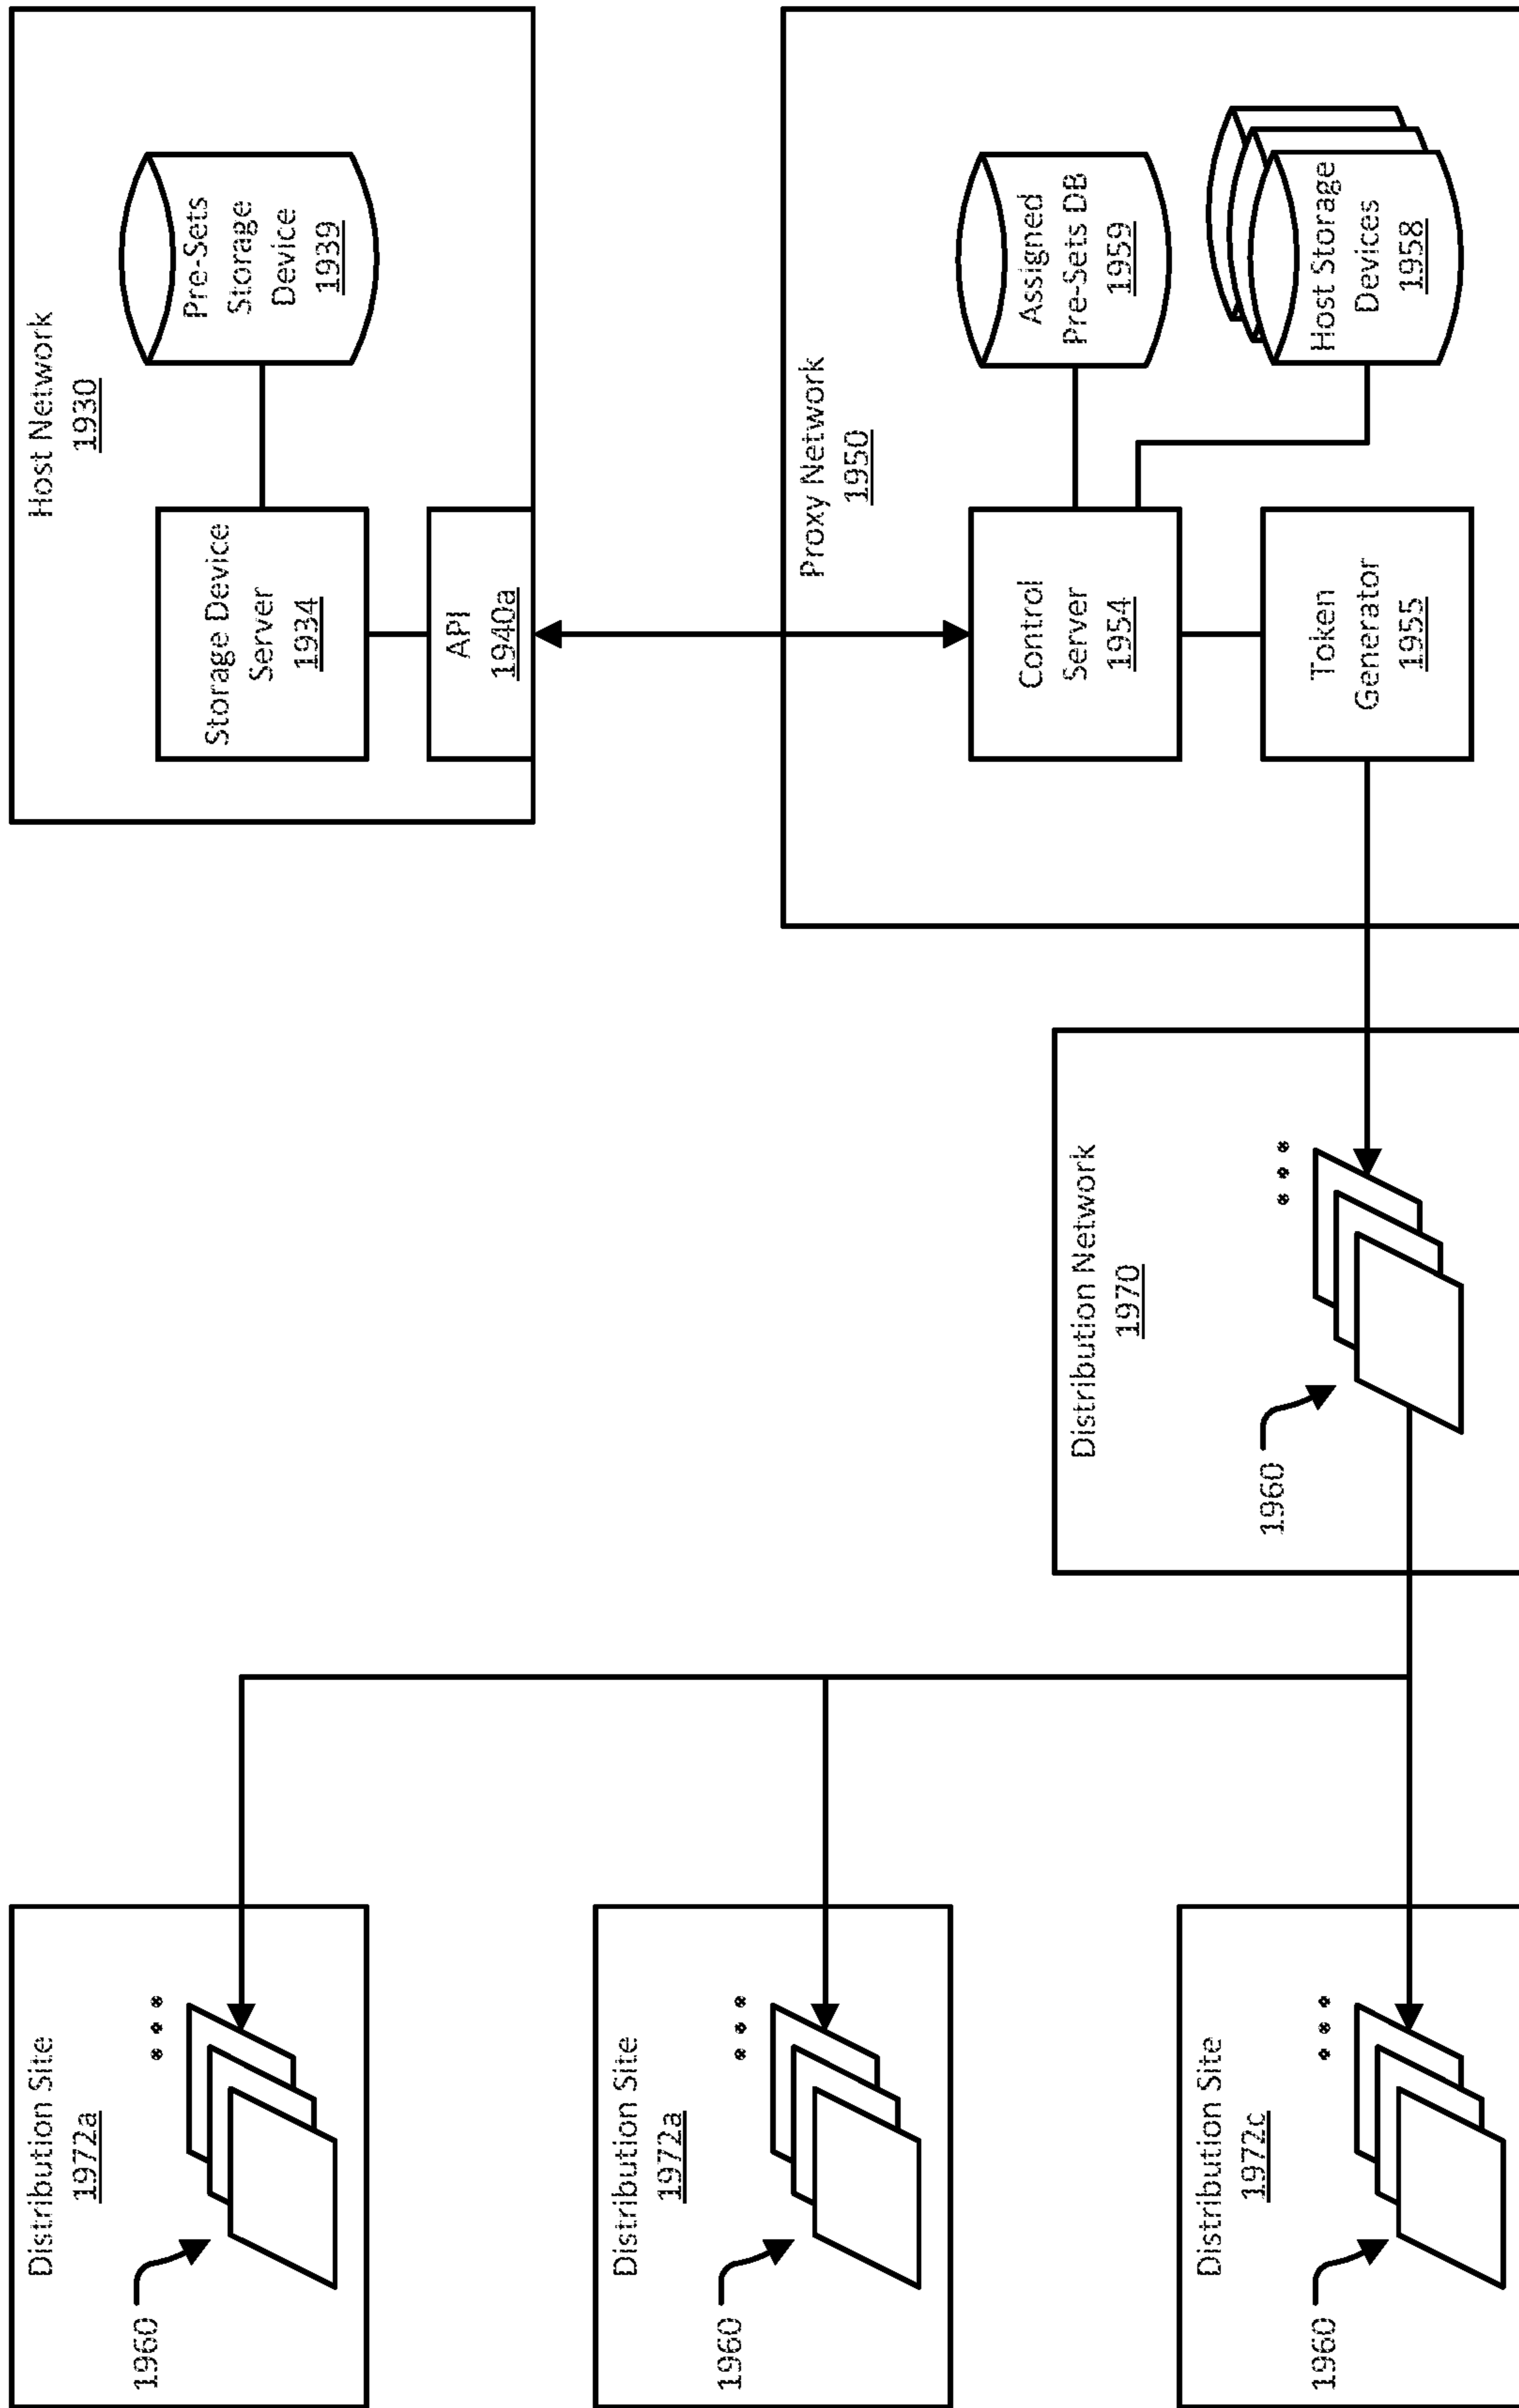 Distribution Site
1972a
1960
Host Network
1930
Storage Device
Server
1934
Pre-Sets
Storage
Device
1939
API
1940a
Distribution Site
1972a
1960
Proxy Network
1950
Control
Server
1954
Assigned
Pre-Sets DB
1959
Distribution Network
1970
1960
Distribution Site
1972c
1960
Token
Generator
1955
Host Storage
Devices
1958